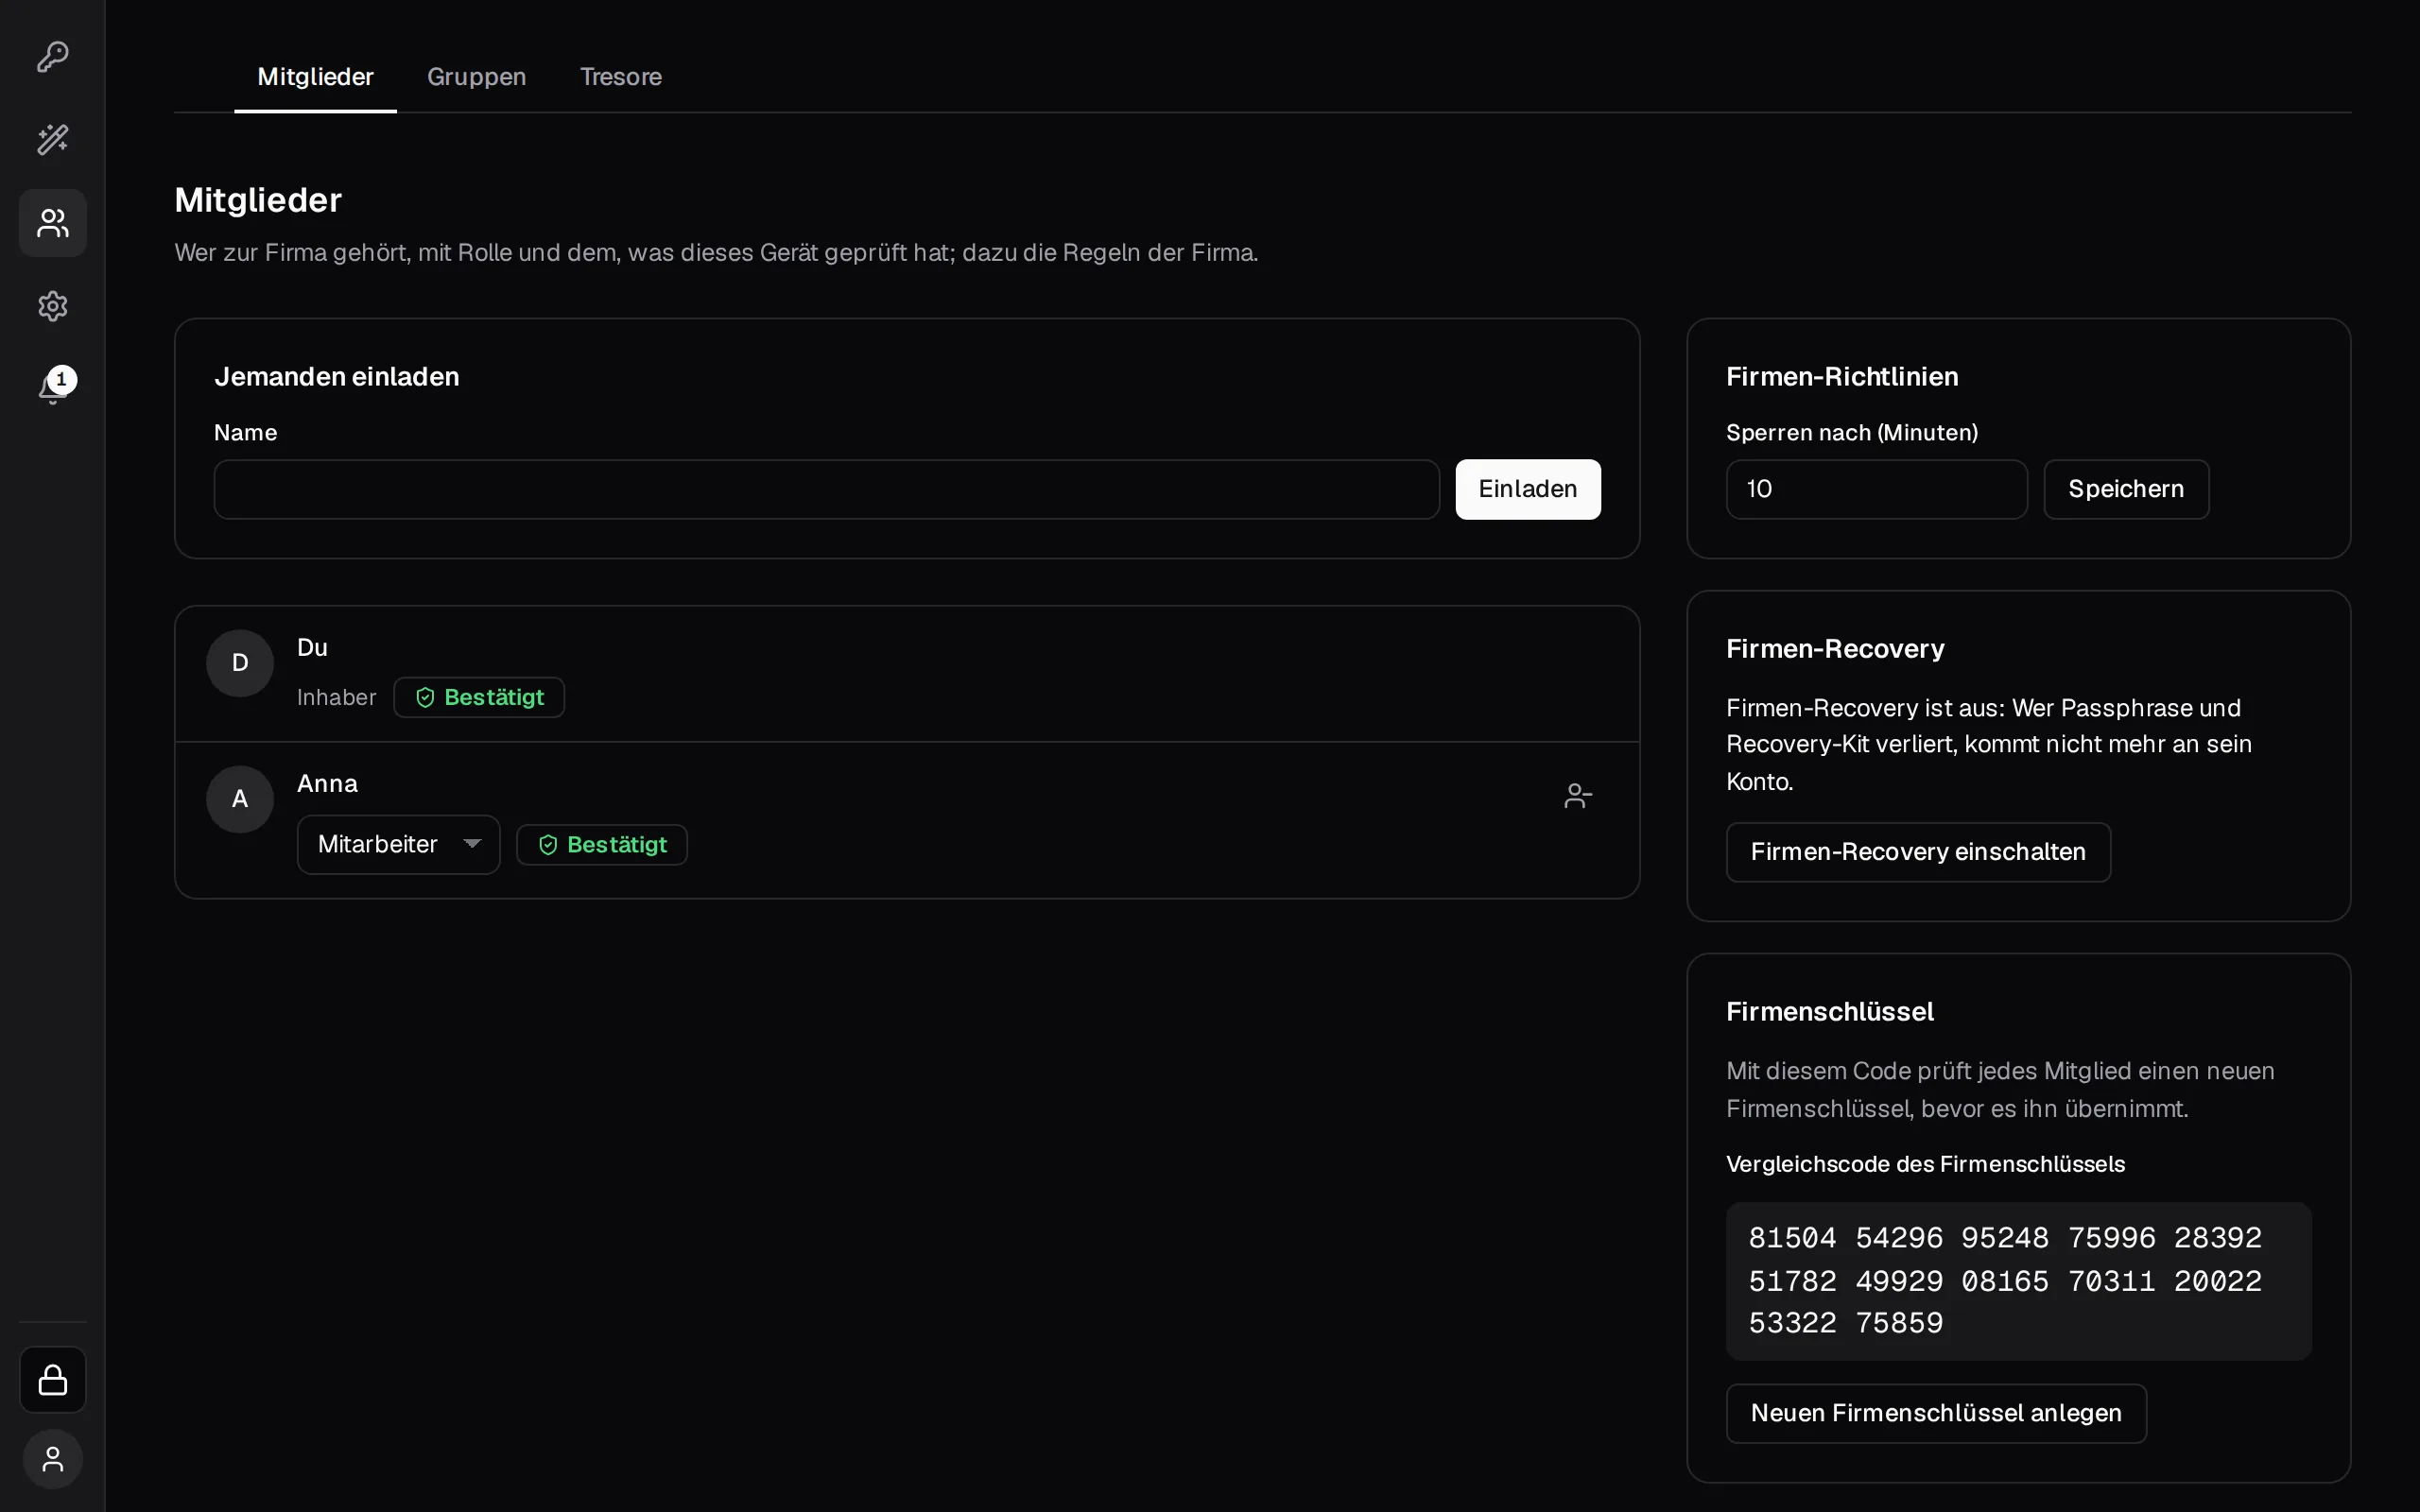 Mitglieder
Gruppen
Tresore
Mitglieder
Wer zur Firma gehört, mit Rolle und dem, was dieses Gerät geprüft hat; dazu die Regeln der Firma.
1
Jemanden einladen
Name
Einladen
D
Du
Inhaber
Bestätigt
A
Anna
Mitarbeiter
Bestätigt
Firmen-Richtlinien
Sperren nach (Minuten)
10
Speichern
Firmen-Recovery
Firmen-Recovery ist aus: Wer Passphrase und
Recovery-Kit verliert, kommt nicht mehr an sein
Konto.
Firmen-Recovery einschalten
Firmenschlüssel
Mit diesem Code prüft jedes Mitglied einen neuen
Firmenschlüssel, bevor es ihn übernimmt.
Vergleichscode des Firmenschlüssels
81504 54296 95248 75996 28392
51782 49929 08165 70311 20022
53322 75859
Neuen Firmenschlüssel anlegen